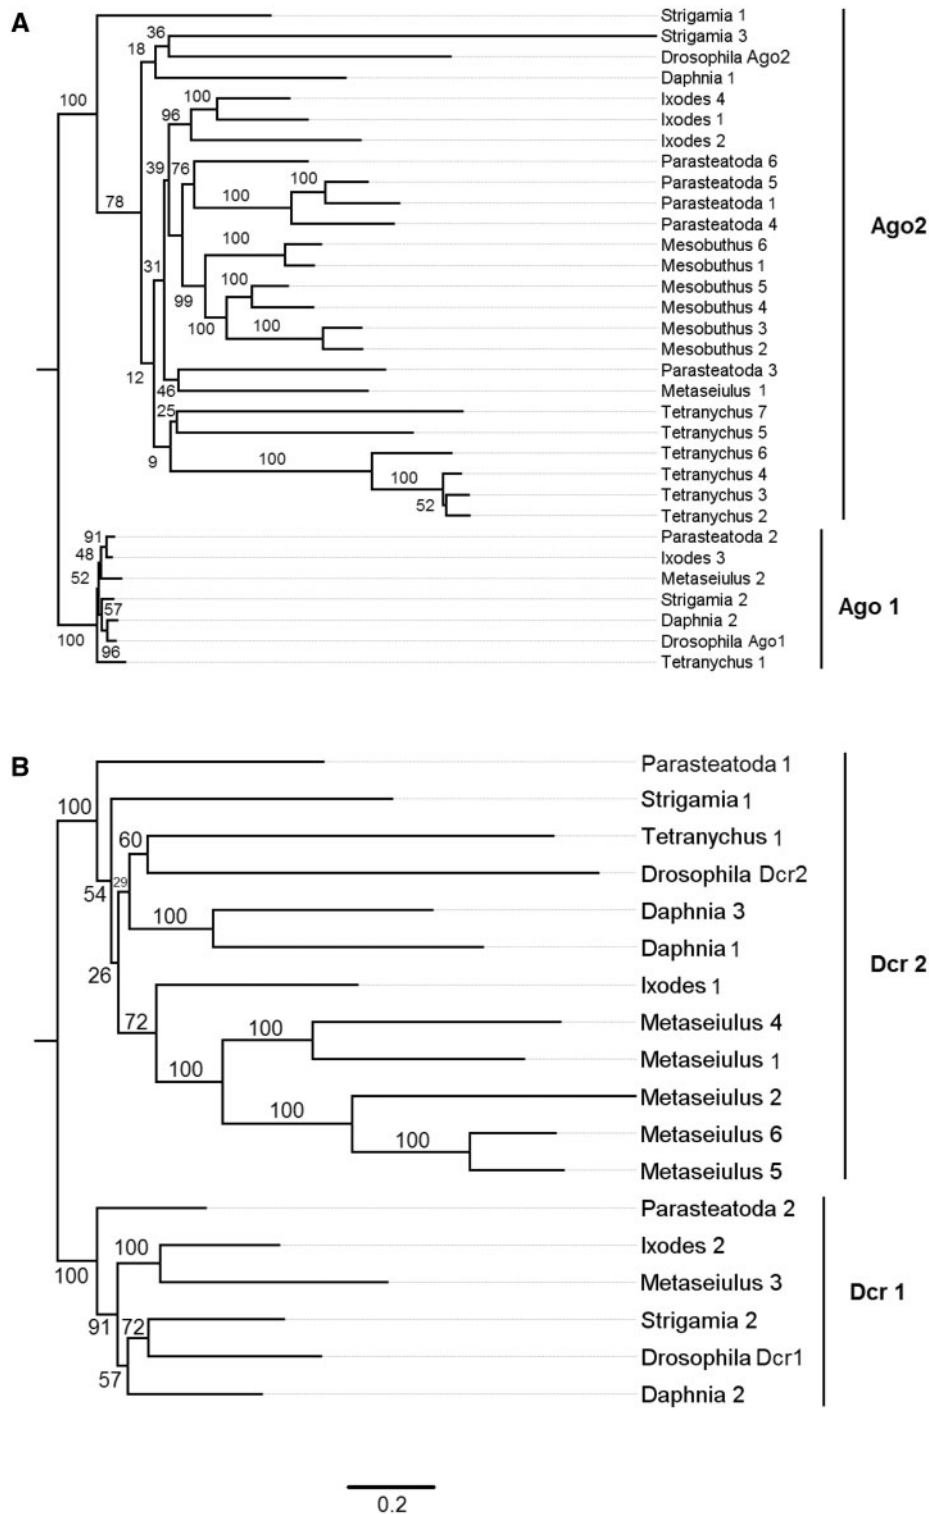 A
Strigamia 1
36
Strigamia 3
18
Drosophila Ago2
Daphnia 1
100
100
Ixodes 4
96
Ixodes 1
Ixodes 2
39
76
Parasteatoda 6
100
Parasteatoda 5
100
Parasteatoda 1
78
Parasteatoda 4
Ago2
100
Mesobuthus 6
31
Mesobuthus 1
100
Mesobuthus 5
99
Mesobuthus 4
100
100
Mesobuthus 3
Mesobuthus 2
12
Parasteatoda 3
46
Metaseiulus 1
25
Tetranychus 7
Tetranychus 5
9
100
Tetranychus 6
100
Tetranychus 4
52
Tetranychus 3
Tetranychus 2
91
Parasteatoda 2
48
Ixodes 3
52
Metaseiulus 2
57
Strigamia 2
Ago 1
Daphnia 2
100
Drosophila Ago1
96
Tetranychus 1
B
Parasteatoda 1
100
Strigamia 1
60
Tetranychus 1
54
29
Drosophila Dcr2
100
Daphnia 3
Daphnia 1
26
Dcr 2
72
Ixodes 1
100
Metaseiulus 4
100
Metaseiulus 1
100
Metaseiulus 2
100
Metaseiulus 6
Metaseiulus 5
Parasteatoda 2
100
Ixodes 2
100
Metaseiulus 3
Dcr 1
91
72
Strigamia 2
Drosophila Dcr1
57
Daphnia 2
0.2